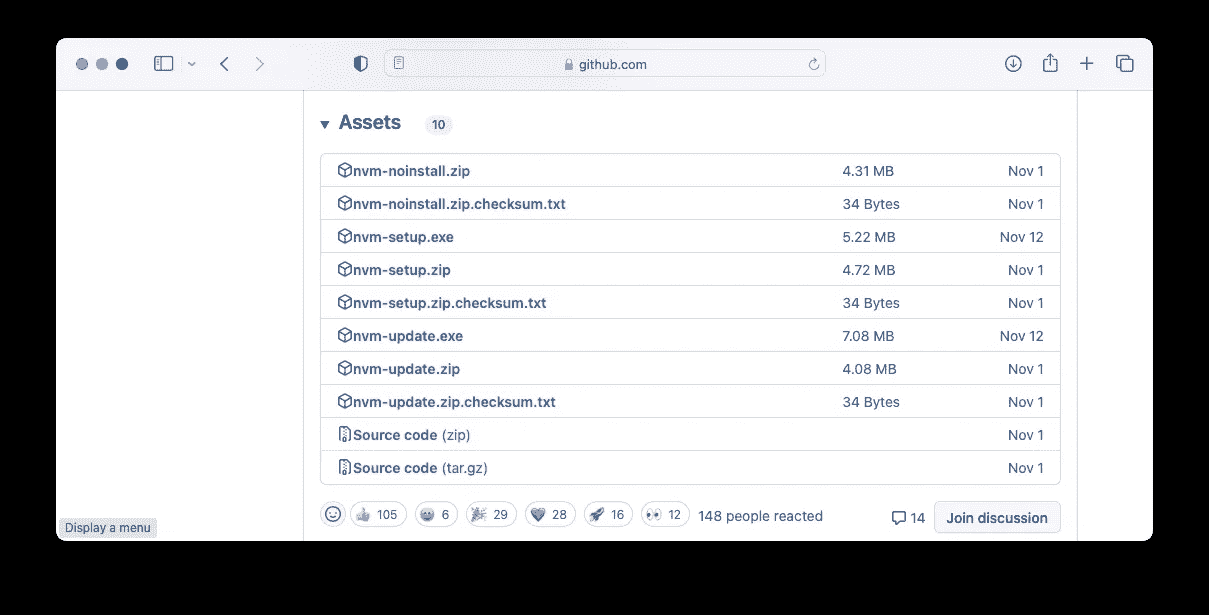 github.com
Assets 10
nvm-noinstall.zip 4.31 MB Nov 1
nvm-noinstall.zip.checksum.txt 34 Bytes Nov 1
nvm-setup.exe 5.22 MB Nov 12
nvm-setup.zip 4.72 MB Nov 1
nvm-setup.zip.checksum.txt 34 Bytes Nov 1
nvm-update.exe 7.08 MB Nov 12
nvm-update.zip 4.08 MB Nov 1
nvm-update.zip.checksum.txt 34 Bytes Nov 1
Source code (zip) Nov 1
Source code (tar.gz) Nov 1
105 6 29 28 16 12 148 people reacted 14 Join discussion
Display a menu